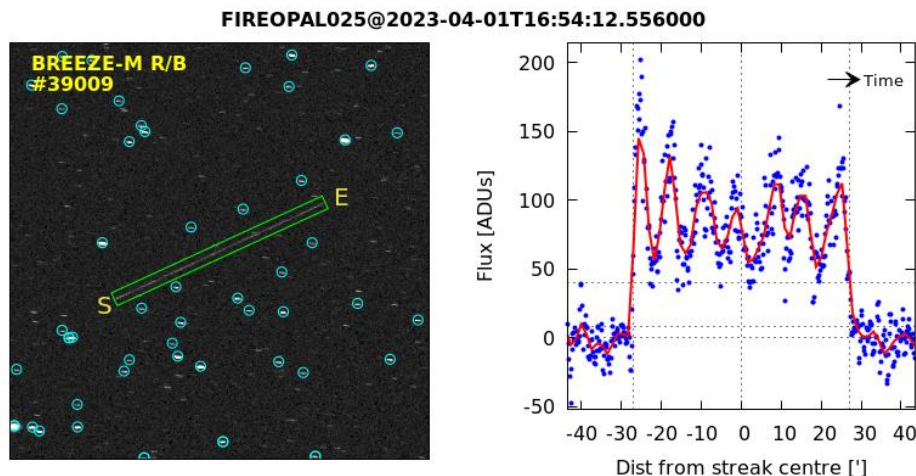 FIREOPAL025@2023-04-01T16:54:12.556000
BREEZE-M R/B
#39009
S
E
Flux [ADUs]
200
150
100
50
0
-50
Time
-40 -30 -20 -10 0 10 20 30 40
Dist from streak centre [']